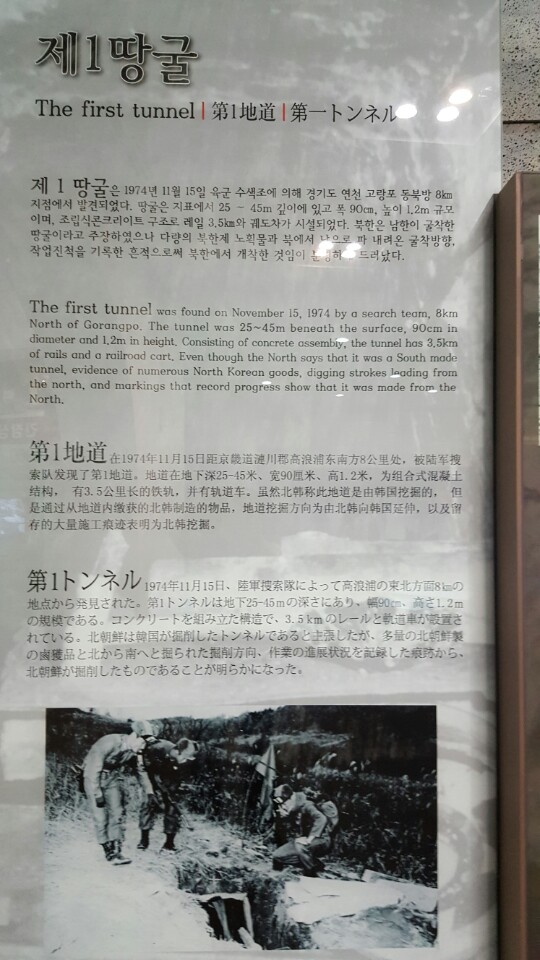 제1땅굴
The first tunnel | 第1地道 | 第一トンネル
제 1 땅굴은 1974년 11월 15일 육군 수색조에 의해 경기도 연천 고랑포 동북방 8km
지점에서 발견되었다. 땅굴은 지표에서 25 - 45m 깊이에 있고 폭 90cm, 높이 1.2m 규모
이며, 조립식콘크리이트 구조로 레일 3.5km와 궤도차가 시설되었다. 북한은 남한이 굴착한
땅굴이라고 주장하였으나 다량의 북한제 노획물과 북에서 남으로 파 내려온 굴착방향,
작업진척을 기록한 흔적으로써 북한에서 개착한 것임이 드러났다.
The first tunnel was found on November 15, 1974 by a search team, 8km
North of Gorangpo. The tunnel was 25~45m beneath the surface, 90cm in
diameter and 1.2m in height. Consisting of concrete assembly, the tunnel has 3.5km
of rails and a railroad cart. Even though the North says that it was a South made
tunnel, evidence of numerous North Korean goods, digging strokes leading from
the north, and markings that record progress show that it was made from the
North.
第1地道 在1974年11月15日距京畿道漣川郡高浪浦东南方8公里处，被陆军搜
索队发现了第1地道。地道在地下深25-45米、宽90厘米、高1.2米，为组合式混凝土
结构， 有3.5公里长的铁轨，并有轨道车。虽然北韩称此地道是由韩国挖掘的， 但
是通过从地道内缴获的北韩制造的物品，地道挖掘方向为由北韩向韩国延伸，以及留
存的大量施工痕迹表明为北韩挖掘。
第1トンネル 1974年11月15日、陸軍捜索隊によって高浪浦の東北方面8㎞の
地点から発見された。第1トンネルは地下25-45mの深さにあり、幅90㎝、高さ1.2m
の規模である。コンクリートを組み立た構造で、3.5kmのレールと軌道車が設置さ
れている。北朝鮮は韓国が掘削したトンネルであると主張したが、多量の北朝鮮製
の鹵獲品と北から南へと掘られた掘削方向、作業の進展状況を記録した痕跡から、
北朝鮮が掘削したものであることが明らかになった。